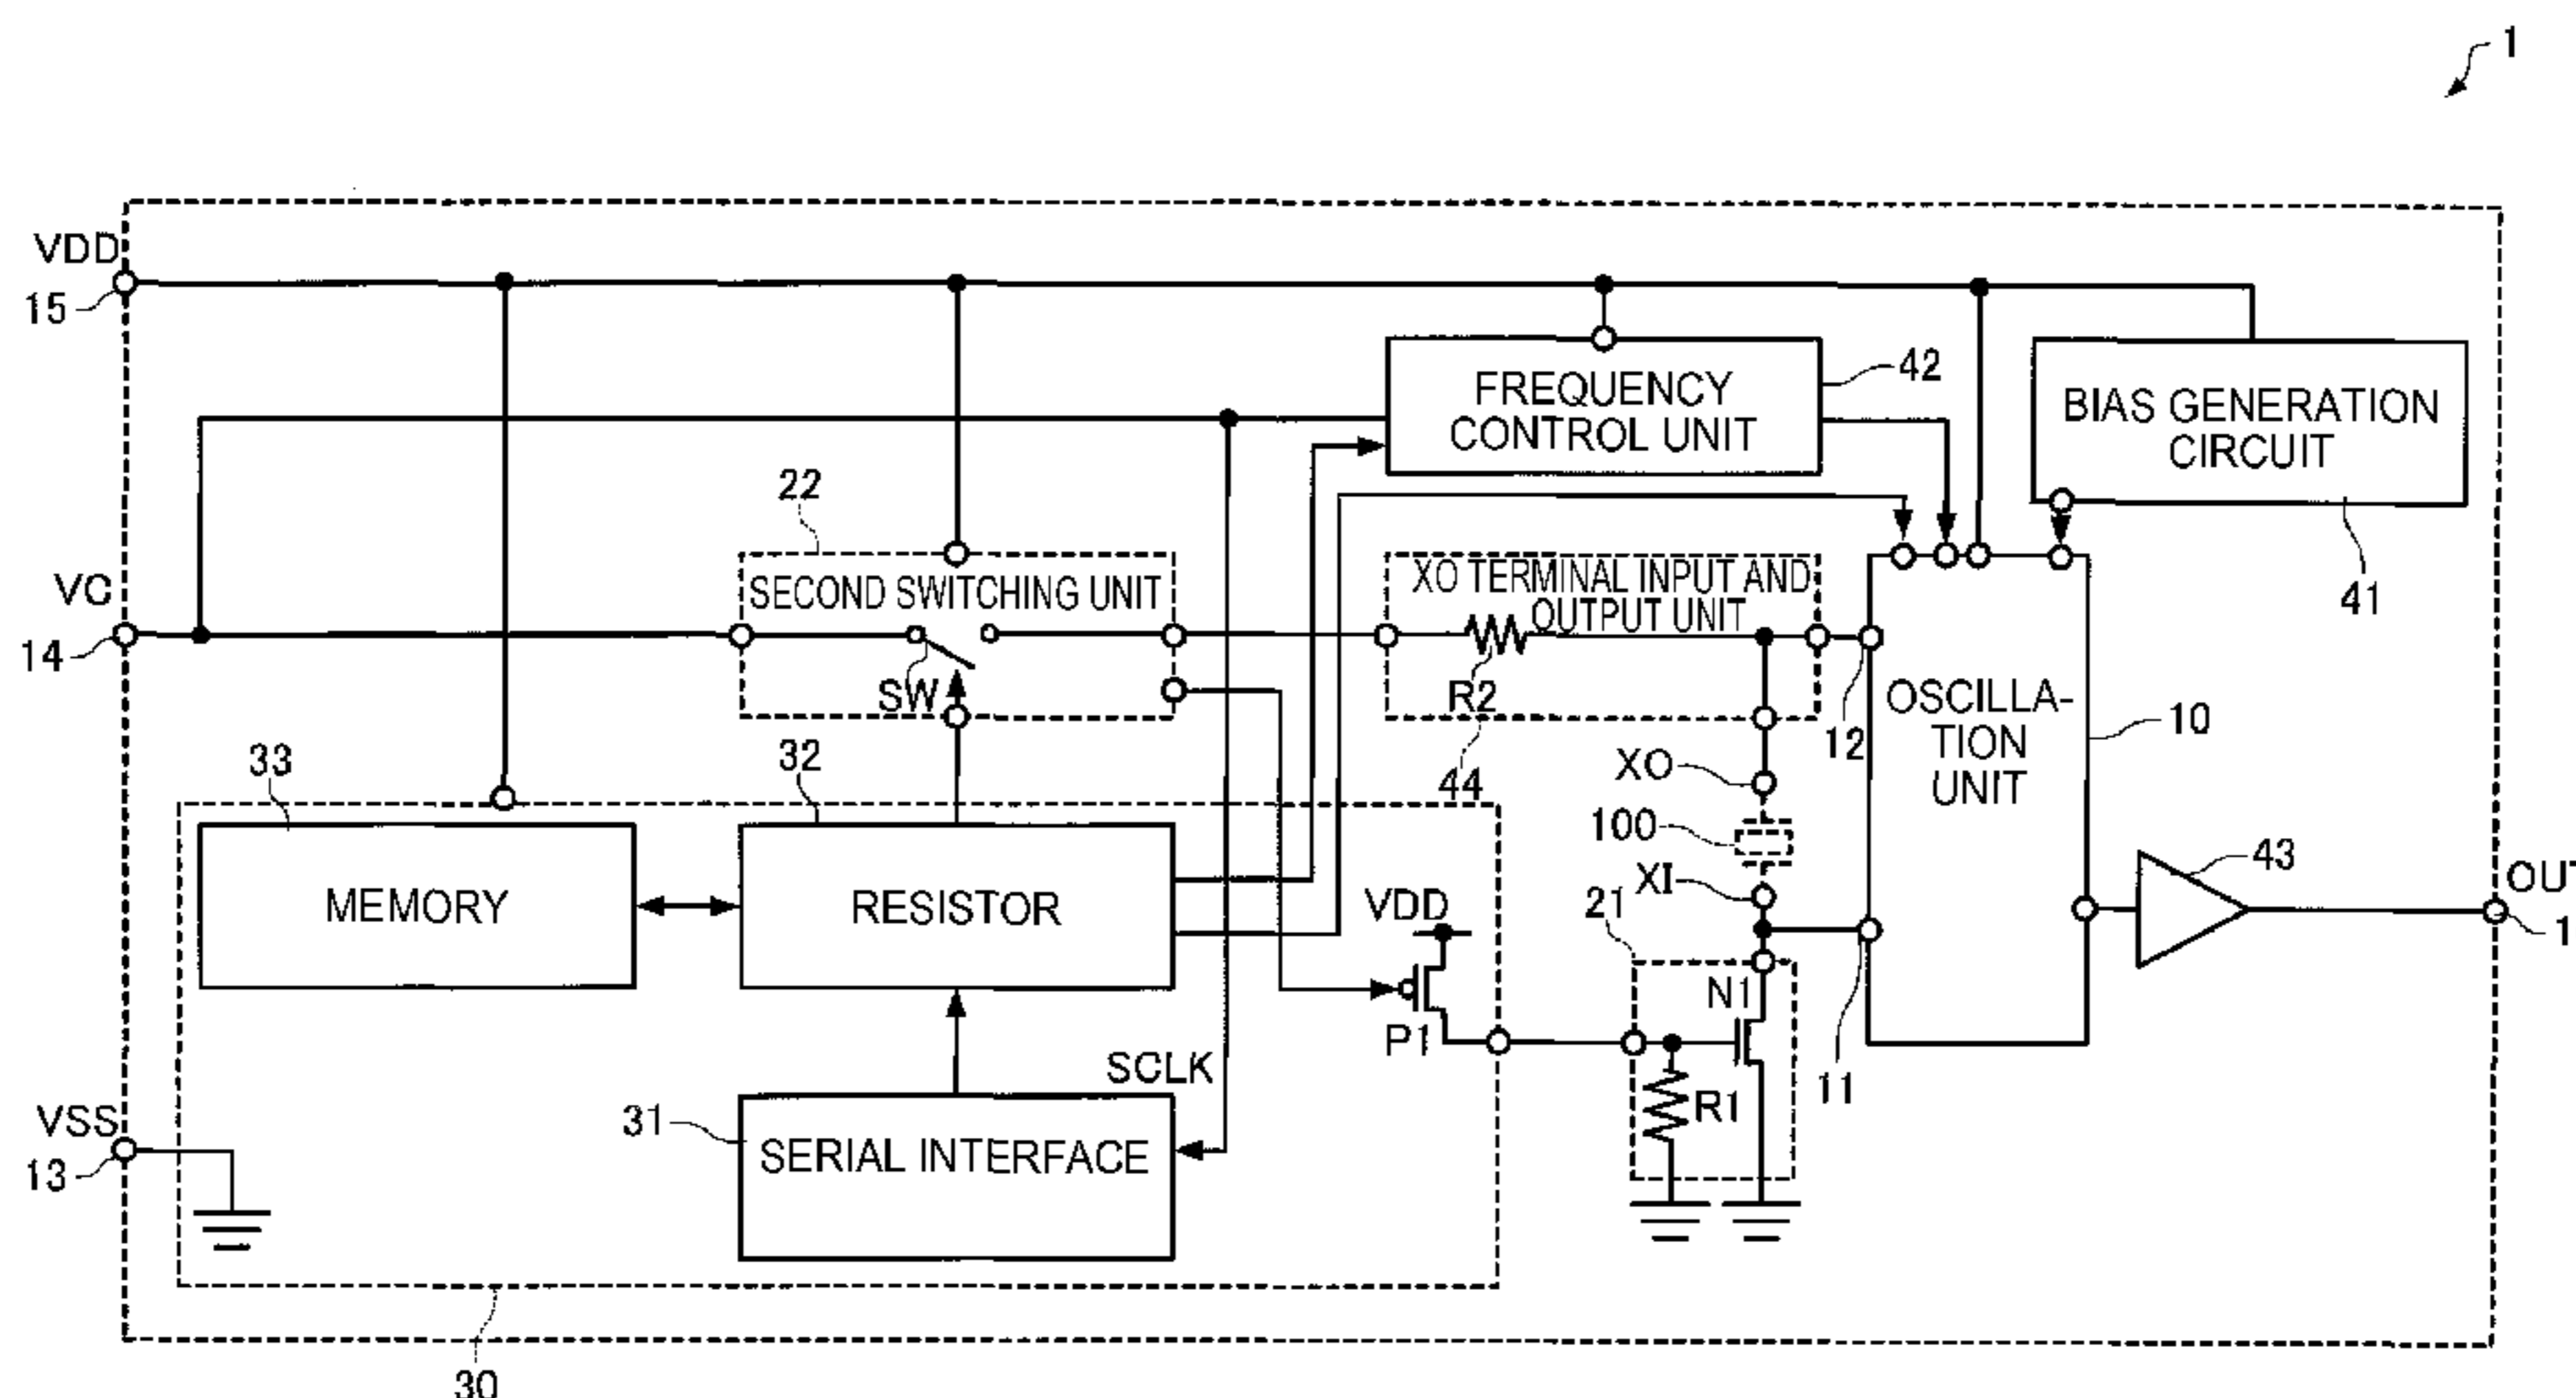 1
VDD
15
42
FREQUENCY
CONTROL UNIT
BIAS GENERATION
CIRCUIT
41
22
SECOND SWITCHING UNIT
XO TERMINAL INPUT AND
OUTPUT UNIT
VC
14
SW
R2
44
12
OSCILLA-
TION
UNIT
10
33
32
XO
100
XI
MEMORY
RESISTOR
VDD
21
43
OUT
N1
P1
SCLK
11
R1
VSS
13
31
SERIAL INTERFACE
30